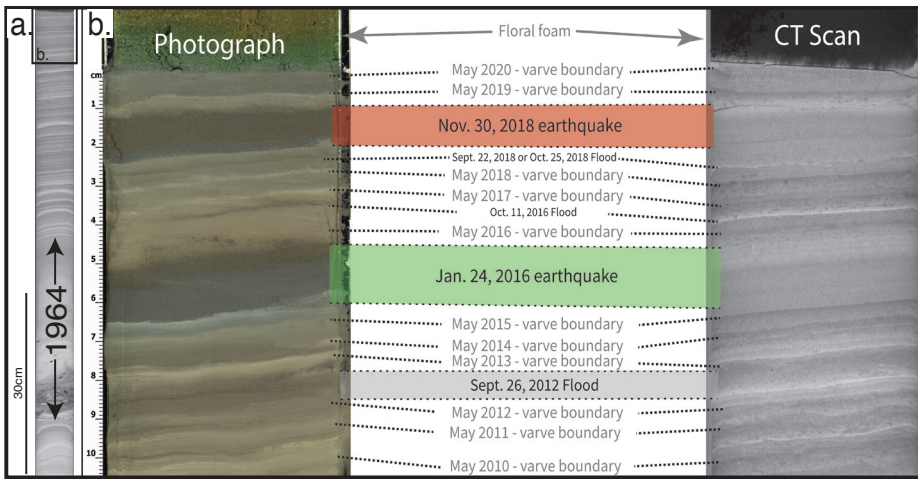 a.
b.
1964
30cm
b.
Photograph
Floral foam
CT Scan
cm
1
2
3
4
5
6
7
8
9
10
May 2020 - varve boundary
May 2019 - varve boundary
Nov. 30, 2018 earthquake
Sept. 22, 2018 or Oct. 25, 2018 Flood
May 2018 - varve boundary
May 2017 - varve boundary
Oct. 11, 2016 Flood
May 2016 - varve boundary
Jan. 24, 2016 earthquake
May 2015 - varve boundary
May 2014 - varve boundary
May 2013 - varve boundary
Sept. 26, 2012 Flood
May 2012 - varve boundary
May 2011 - varve boundary
May 2010 - varve boundary